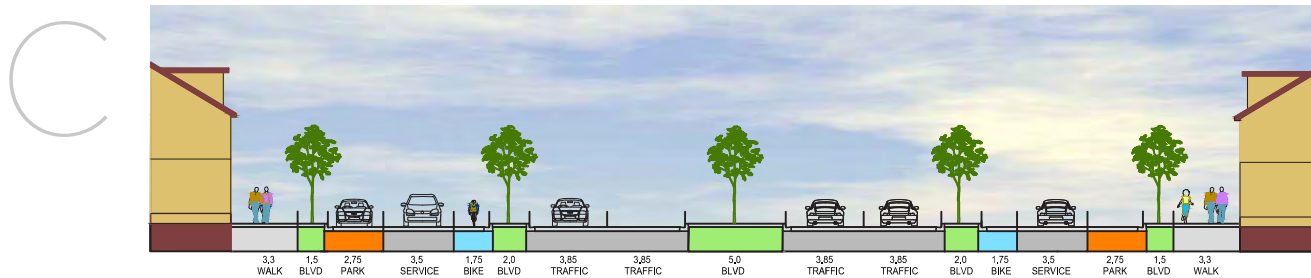 3,3 1,5 2,75 3,5 1,75 2,0 3,85 3,85 5,0 3,85 3,85 2,0 1,75 3,5 2,75 1,5 3,3
WALK BLVD PARK SERVICE BIKE BLVD TRAFFIC TRAFFIC BLVD TRAFFIC TRAFFIC BLVD BIKE SERVICE PARK BLVD WALK